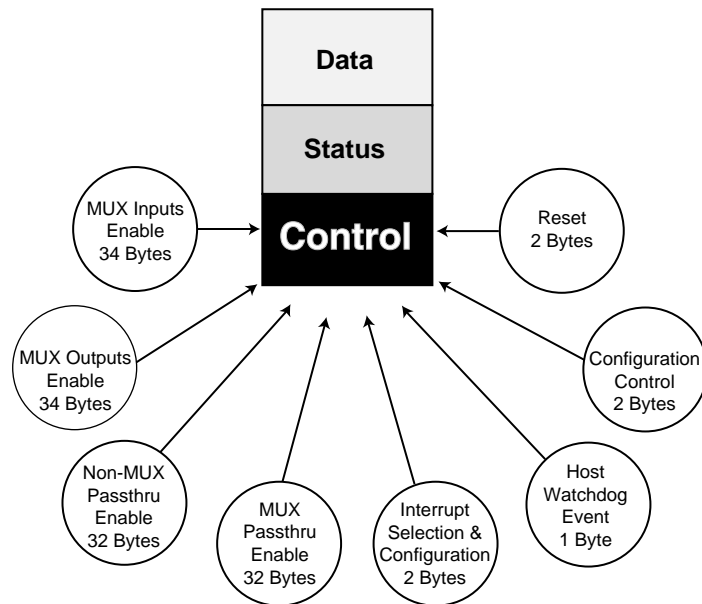 Data
Status
Control
MUX Inputs
Enable
34 Bytes
Reset
2 Bytes
MUX Outputs
Enable
34 Bytes
Configuration
Control
2 Bytes
Non-MUX
Passthru
Enable
32 Bytes
MUX
Passthru
Enable
32 Bytes
Interrupt
Selection &
Configuration
2 Bytes
Host
Watchdog
Event
1 Byte